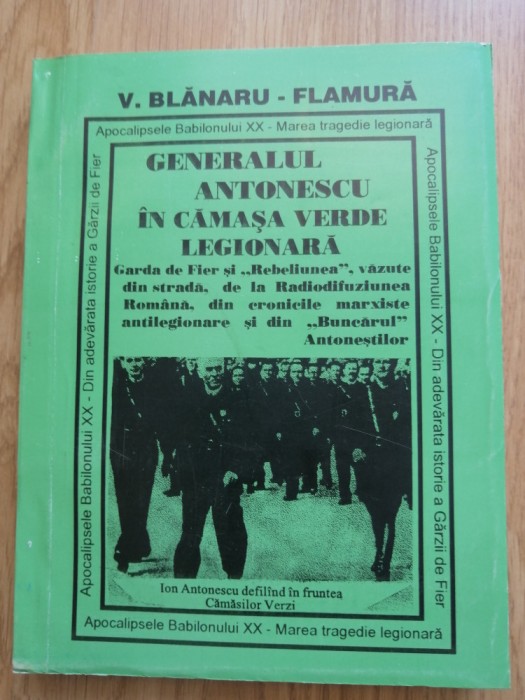 V. BLĂNARU - FLAMURĂ
Apocalipsele Babilonului XX - Marea tragedie legionară
GENERALUL
ANTONESCU
ÎN CĂMAŞA VERDE
LEGIONARĂ
Garda de Fier şi „Rebeliunea”, văzute
din stradă, de la Radiodifuziunea
Română, din cronicile marxiste
antilegionare şi din „Buncărul”
Antoneştilor
Ion Antonescu defilînd în fruntea
Cămăsilor Verzi
Apocalipsele Babilonului XX - Din adevărata istorie a Gărzii de Fier
Apocalipsele Babilonului XX - Din adevărata istorie a Gărzii de Fier
Apocalipsele Babilonului XX - Marea tragedie legionară